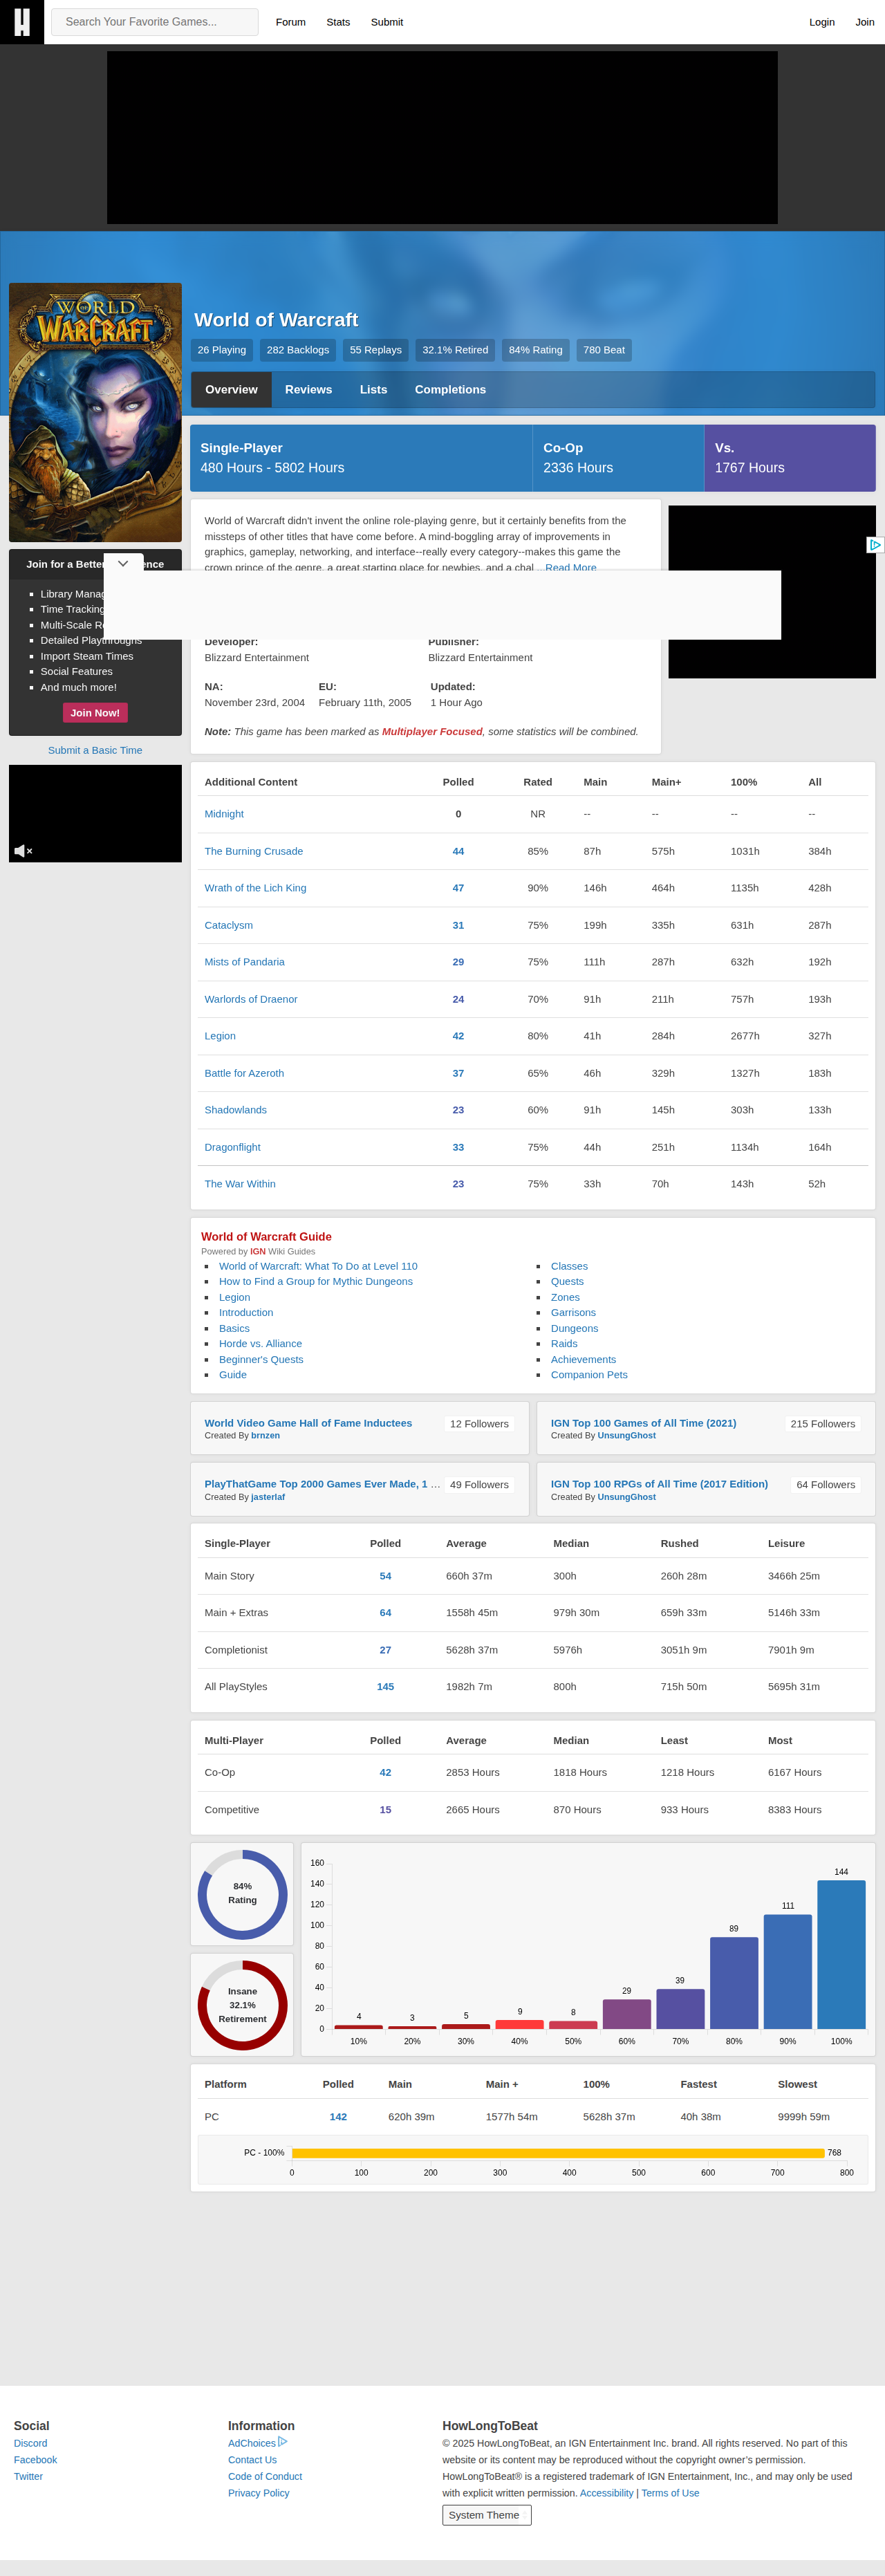 Search Your Favorite Games...
Forum
Stats
Submit
Login
Join
WORLD
OF
WARCRAFT
World of Warcraft
26 Playing
282 Backlogs
55 Replays
32.1% Retired
84% Rating
780 Beat
Overview
Reviews
Lists
Completions
Single-Player
480 Hours - 5802 Hours
Co-Op
2336 Hours
Vs.
1767 Hours
World of Warcraft didn't invent the online role-playing genre, but it certainly benefits from the
missteps of other titles that have come before. A mind-boggling array of improvements in
graphics, gameplay, networking, and interface--really every category--makes this game the
crown prince of the genre, a great starting place for newbies, and a chal ...Read More
Join for a Better
Library
Time Tracking
Multi-Scale
Detailed Playthroughs
Import Steam Times
Social Features
And much more!
Join Now!
Submit a Basic Time
Developer:
Blizzard Entertainment
Publisher:
Blizzard Entertainment
NA:
November 23rd, 2004
EU:
February 11th, 2005
Updated:
1 Hour Ago
Note: This game has been marked as Multiplayer Focused, some statistics will be combined.
Additional Content Polled Rated Main Main+ 100% All
Midnight 0 NR -- -- -- --
The Burning Crusade 44 85% 87h 575h 1031h 384h
Wrath of the Lich King 47 90% 146h 464h 1135h 428h
Cataclysm 31 75% 199h 335h 631h 287h
Mists of Pandaria 29 75% 111h 287h 632h 192h
Warlords of Draenor 24 70% 91h 211h 757h 193h
Legion 42 80% 41h 284h 2677h 327h
Battle for Azeroth 37 65% 46h 329h 1327h 183h
Shadowlands 23 60% 91h 145h 303h 133h
Dragonflight 33 75% 44h 251h 1134h 164h
The War Within 23 75% 33h 70h 143h 52h
World of Warcraft Guide
Powered by IGN Wiki Guides
World of Warcraft: What To Do at Level 110
How to Find a Group for Mythic Dungeons
Legion
Introduction
Basics
Horde vs. Alliance
Beginner's Quests
Guide
Classes
Quests
Zones
Garrisons
Dungeons
Raids
Achievements
Companion Pets
World Video Game Hall of Fame Inductees
Created By brnzen
12 Followers
IGN Top 100 Games of All Time (2021)
Created By UnsungGhost
215 Followers
PlayThatGame Top 2000 Games Ever Made, 1 ...
Created By jasterlaf
49 Followers
IGN Top 100 RPGs of All Time (2017 Edition)
Created By UnsungGhost
64 Followers
Single-Player Polled Average Median Rushed Leisure
Main Story 54 660h 37m 300h 260h 28m 3466h 25m
Main + Extras 64 1558h 45m 979h 30m 659h 33m 5146h 33m
Completionist 27 5628h 37m 5976h 3051h 9m 7901h 9m
All PlayStyles 145 1982h 7m 800h 715h 50m 5695h 31m
Multi-Player Polled Average Median Least Most
Co-Op 42 2853 Hours 1818 Hours 1218 Hours 6167 Hours
Competitive 15 2665 Hours 870 Hours 933 Hours 8383 Hours
84%
Rating
Insane
32.1%
Retirement
160
140
120
100
80
60
40
20
0
4 3 5 9 8 29 39 89 111 144
10% 20% 30% 40% 50% 60% 70% 80% 90% 100%
Platform Polled Main Main + 100% Fastest Slowest
PC 142 620h 39m 1577h 54m 5628h 37m 40h 38m 9999h 59m
PC - 100% 768
0 100 200 300 400 500 600 700 800
Social
Discord
Facebook
Twitter
Information
AdChoices
Contact Us
Code of Conduct
Privacy Policy
HowLongToBeat
© 2025 HowLongToBeat, an IGN Entertainment Inc. brand. All rights reserved. No part of this
website or its content may be reproduced without the copyright owner's permission.
HowLongToBeat® is a registered trademark of IGN Entertainment, Inc., and may only be used
with explicit written permission. Accessibility | Terms of Use
System Theme